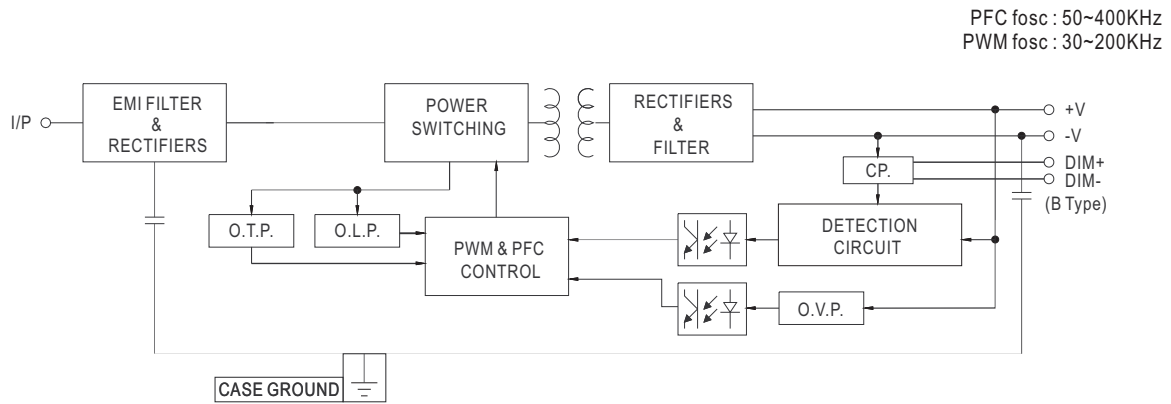 PFC fosc : 50~400KHz
PWM fosc : 30~200KHz
I/P
EMI FILTER
&
RECTIFIERS
POWER
SWITCHING
RECTIFIERS
&
FILTER
+V
-V
DIM+
DIM-
(B Type)
CP.
O.T.P.
O.L.P.
PWM & PFC
CONTROL
DETECTION
CIRCUIT
O.V.P.
CASE GROUND